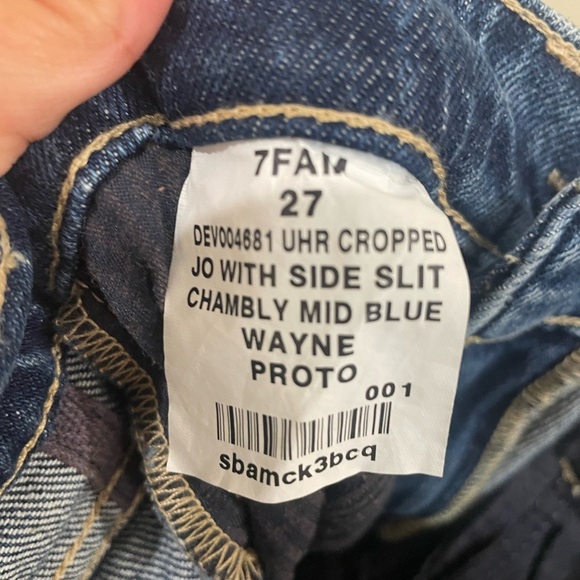 7FAM
27
DEV004681 UHR CROPPED
JO WITH SIDE SLIT
CHAMBLY MID BLUE
WAYNE
PROTO
001
sbamck3bcq